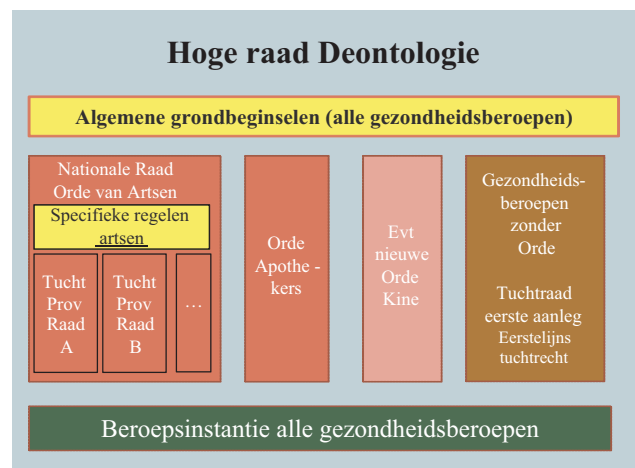 Hoge raad Deontologie
Algemene grondbeginselen (alle gezondheidsberoepen)
Nationale Raad
Orde van Artsen
Specifieke regelen
artsen
Tucht
Prov
Raad
A
Tucht
Prov
Raad
B
…
Orde
Apothe -
kers
Evt
nieuwe
Orde
Kine
Gezondheids-
beroepen
zonder
Orde
Tuchtraad
eerste aanleg
Eerstelijns
tuchtrecht
Beroepsinstantie alle gezondheidsberoepen